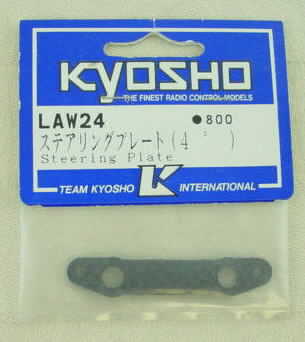 KYOSHO
THE FINEST RADIO CONTROL MODELS
LAW24 ●800
ステアリングプレート(4゜)
Steering Plate
TEAM KYOSHO K INTERNATIONAL